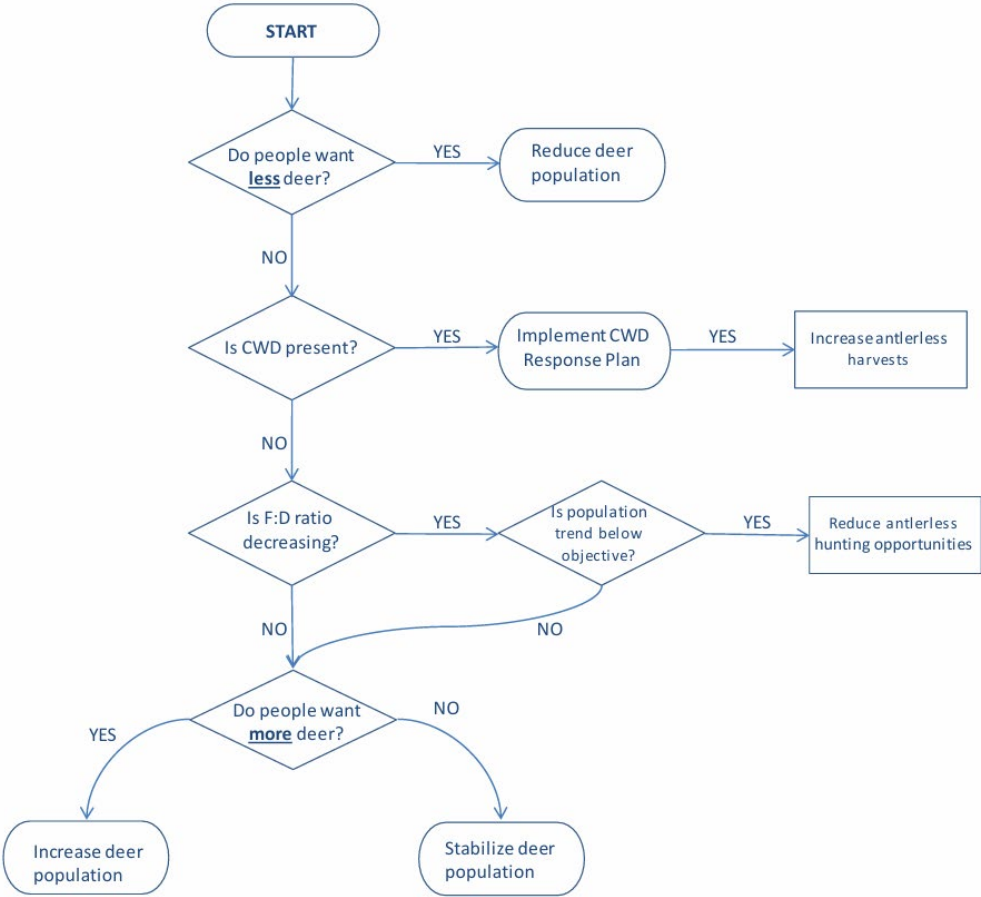 START
Do people want
less deer?
YES
Reduce deer
population
NO
Is CWD present?
YES
Implement CWD
Response Plan
YES
Increase antlerless
harvests
NO
Is F:D ratio
decreasing?
YES
Is population
trend below
objective?
YES
Reduce antlerless
hunting opportunities
NO
NO
Do people want
more deer?
YES
NO
Increase deer
population
Stabilize deer
population